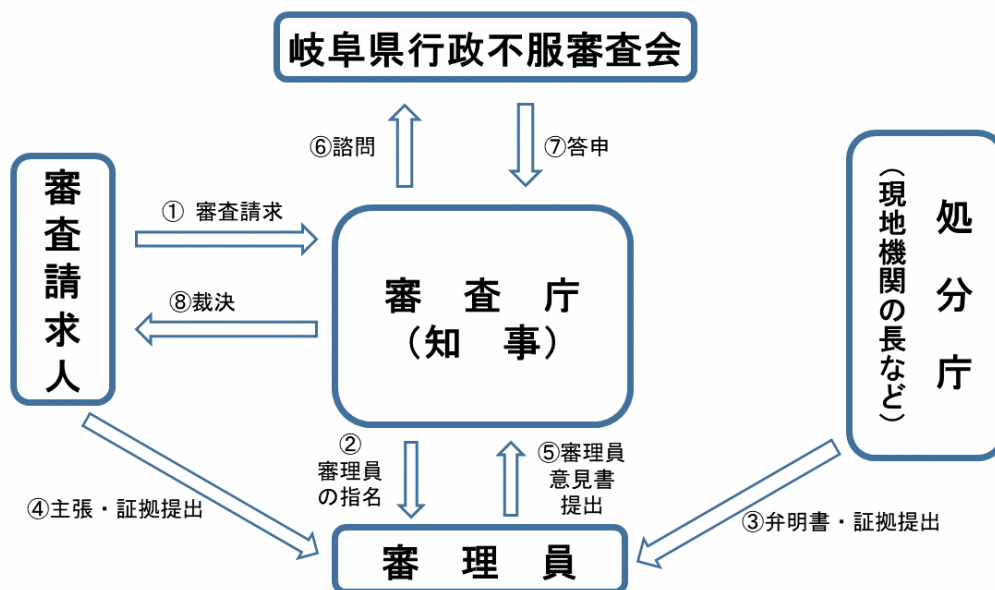 岐阜県行政不服審査会
⑥諮問
⑦答申
審査請求人
① 審査請求
⑧裁決
審 査 庁
(知 事)
処 分 庁
(現地機関の長など)
②
審理員
の指名
⑤審理員
意見書
提出
④主張・証拠提出
③弁明書・証拠提出
審 理 員